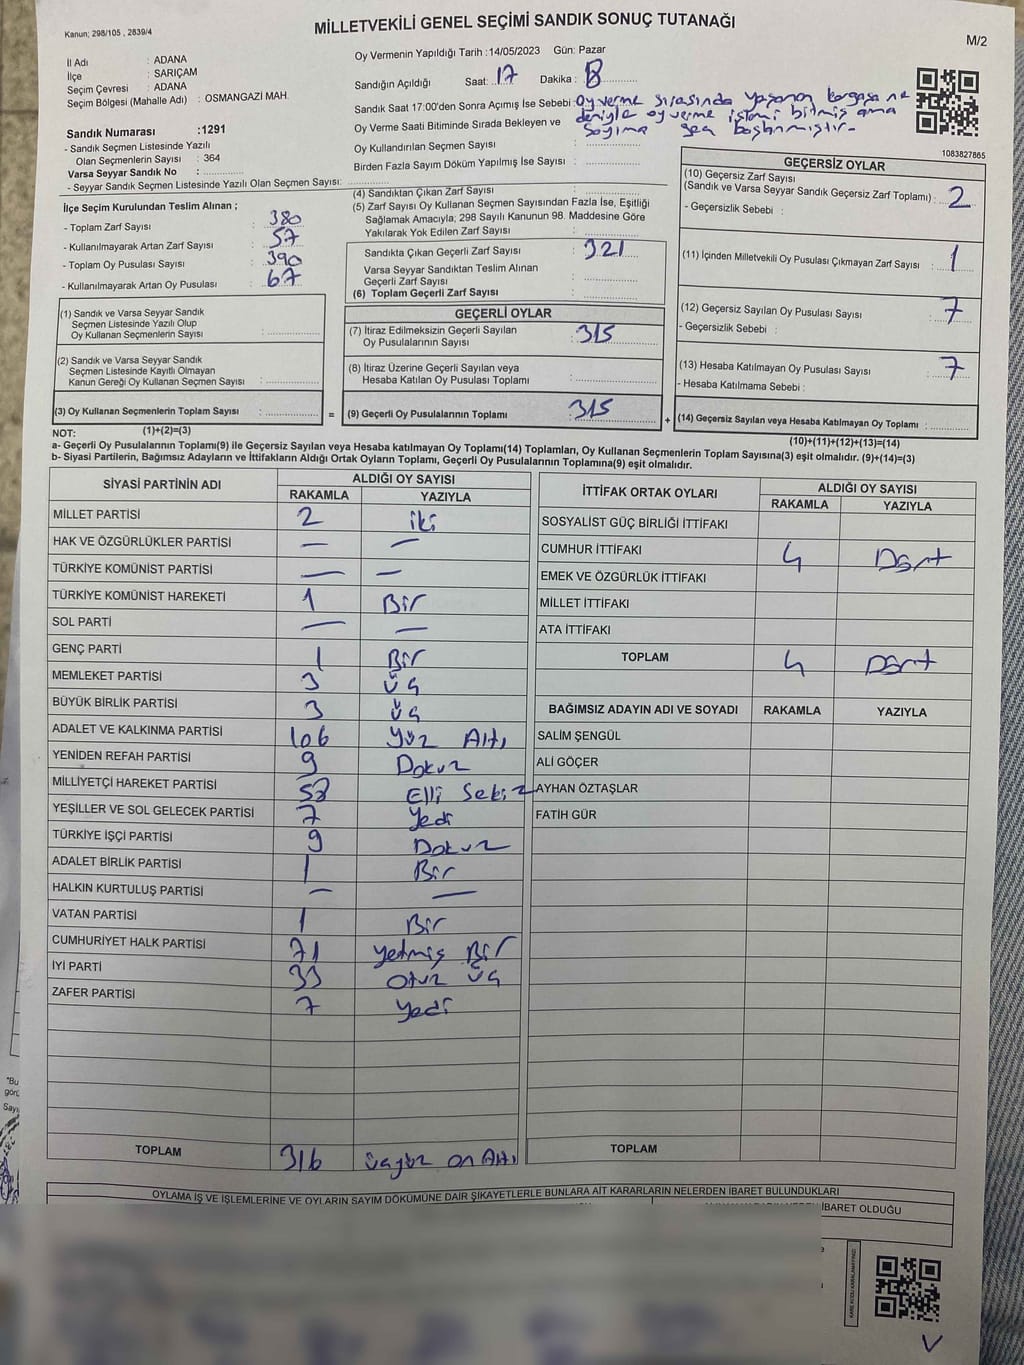 MİLLETVEKİLİ GENEL SEÇİMİ SANDIK SONUÇ TUTANAĞI
Kanun; 298/105 , 2839/4
M/2
İl Adı : ADANA
İlçe : SARIÇAM
Seçim Çevresi : ADANA
Seçim Bölgesi (Mahalle Adı) : OSMANGAZİ MAH.
Sandık Numarası :1291
- Sandık Seçmen Listesinde Yazılı
Olan Seçmenlerin Sayısı : 364
Varsa Seyyar Sandık No :
- Seyyar Sandık Seçmen Listesinde Yazılı Olan Seçmen Sayısı:
Oy Vermenin Yapıldığı Tarih :14/05/2023 Gün: Pazar
Sandığın Açıldığı Saat: 17 Dakika :
Sandık Saat 17:00'den Sonra Açımış İse Sebebi : Oy verme sırasında yaşanan kargaşa ne
deniyle oy verme işlemi bitmiş ama
sayıma geç başlanmıştır.
Oy Verme Saati Bitiminde Sırada Bekleyen ve
Oy Kullandırılan Seçmen Sayısı :
Birden Fazla Sayım Döküm Yapılmış İse Sayısı :
1083827865
İlçe Seçim Kurulundan Teslim Alınan ;
- Toplam Zarf Sayısı : 380
- Kullanılmayarak Artan Zarf Sayısı : 57
- Toplam Oy Pusulası Sayısı : 390
- Kullanılmayarak Artan Oy Pusulası : 67
(1) Sandık ve Varsa Seyyar Sandık
Seçmen Listesinde Yazılı Olup
Oy Kullanan Seçmenlerin Sayısı :
(2) Sandık ve Varsa Seyyar Sandık
Seçmen Listesinde Kayıtlı Olmayan
Kanun Gereği Oy Kullanan Seçmen Sayısı :
(3) Oy Kullanan Seçmenlerin Toplam Sayısı :
(1)+(2)=(3)
(4) Sandıktan Çıkan Zarf Sayısı :
(5) Zarf Sayısı Oy Kullanan Seçmen Sayısından Fazla İse, Eşitliği
Sağlamak Amacıyla; 298 Sayılı Kanunun 98. Maddesine Göre
Yakılarak Yok Edilen Zarf Sayısı :
Sandıkta Çıkan Geçerli Zarf Sayısı : 321
Varsa Seyyar Sandıktan Teslim Alınan
Geçerli Zarf Sayısı :
(6) Toplam Geçerli Zarf Sayısı :
GEÇERLİ OYLAR
(7) İtiraz Edilmeksizin Geçerli Sayılan
Oy Pusulalarının Sayısı : 315
(8) İtiraz Üzerine Geçerli Sayılan veya
Hesaba Katılan Oy Pusulası Toplamı :
= (9) Geçerli Oy Pusulalarının Toplamı : 315 +
GEÇERSİZ OYLAR
(10) Geçersiz Zarf Sayısı
(Sandık ve Varsa Seyyar Sandık Geçersiz Zarf Toplamı) : 2
- Geçersizlik Sebebi :
(11) İçinden Milletvekili Oy Pusulası Çıkmayan Zarf Sayısı : 1
(12) Geçersiz Sayılan Oy Pusulası Sayısı : 7
- Geçersizlik Sebebi :
(13) Hesaba Katılmayan Oy Pusulası Sayısı : 7
- Hesaba Katılmama Sebebi :
(14) Geçersiz Sayılan veya Hesaba Katılmayan Oy Toplamı :
(10)+(11)+(12)+(13)=(14)
NOT:
a- Geçerli Oy Pusulalarının Toplamı(9) ile Geçersiz Sayılan veya Hesaba katılmayan Oy Toplamı(14) Toplamları, Oy Kullanan Seçmenlerin Toplam Sayısına(3) eşit olmalıdır. (9)+(14)=(3)
b- Siyasi Partilerin, Bağımsız Adayların ve İttifakların Aldığı Ortak Oyların Toplamı, Geçerli Oy Pusulalarının Toplamına(9) eşit olmalıdır.
SİYASİ PARTİNİN ADI ALDIĞI OY SAYISI
RAKAMLA YAZIYLA
MİLLET PARTİSİ 2 iki
HAK VE ÖZGÜRLÜKLER PARTİSİ — —
TÜRKİYE KOMÜNİST PARTİSİ — —
TÜRKİYE KOMÜNİST HAREKETİ 1 Bir
SOL PARTİ — —
GENÇ PARTİ 1 Bir
MEMLEKET PARTİSİ 3 üç
BÜYÜK BİRLİK PARTİSİ 3 üç
ADALET VE KALKINMA PARTİSİ 106 Yüz Altı
YENİDEN REFAH PARTİSİ 9 Dokuz
MİLLİYETÇİ HAREKET PARTİSİ 58 Elli Sekiz
YEŞİLLER VE SOL GELECEK PARTİSİ 7 Yedi
TÜRKİYE İŞÇİ PARTİSİ 9 Dokuz
ADALET BİRLİK PARTİSİ 1 Bir
HALKIN KURTULUŞ PARTİSİ — —
VATAN PARTİSİ 1 Bir
CUMHURİYET HALK PARTİSİ 71 Yetmiş Bir
İYİ PARTİ 33 Otuz üç
ZAFER PARTİSİ 7 Yedi
TOPLAM 316 üçyüz on Altı
İTTİFAK ORTAK OYLARI ALDIĞI OY SAYISI
RAKAMLA YAZIYLA
SOSYALİST GÜÇ BİRLİĞİ İTTİFAKI
CUMHUR İTTİFAKI 4 Dört
EMEK VE ÖZGÜRLÜK İTTİFAKI
MİLLET İTTİFAKI
ATA İTTİFAKI
TOPLAM 4 Dört
BAĞIMSIZ ADAYIN ADI VE SOYADI RAKAMLA YAZIYLA
SALİM ŞENGÜL
ALİ GÖÇER
AYHAN ÖZTAŞLAR
FATİH GÜR
TOPLAM
OYLAMA İŞ VE İŞLEMLERİNE VE OYLARIN SAYIM DÖKÜMÜNE DAİR ŞİKAYETLERLE BUNLARA AİT KARARLARIN NELERDEN İBARET BULUNDUKLARI
İBARET OLDUĞU